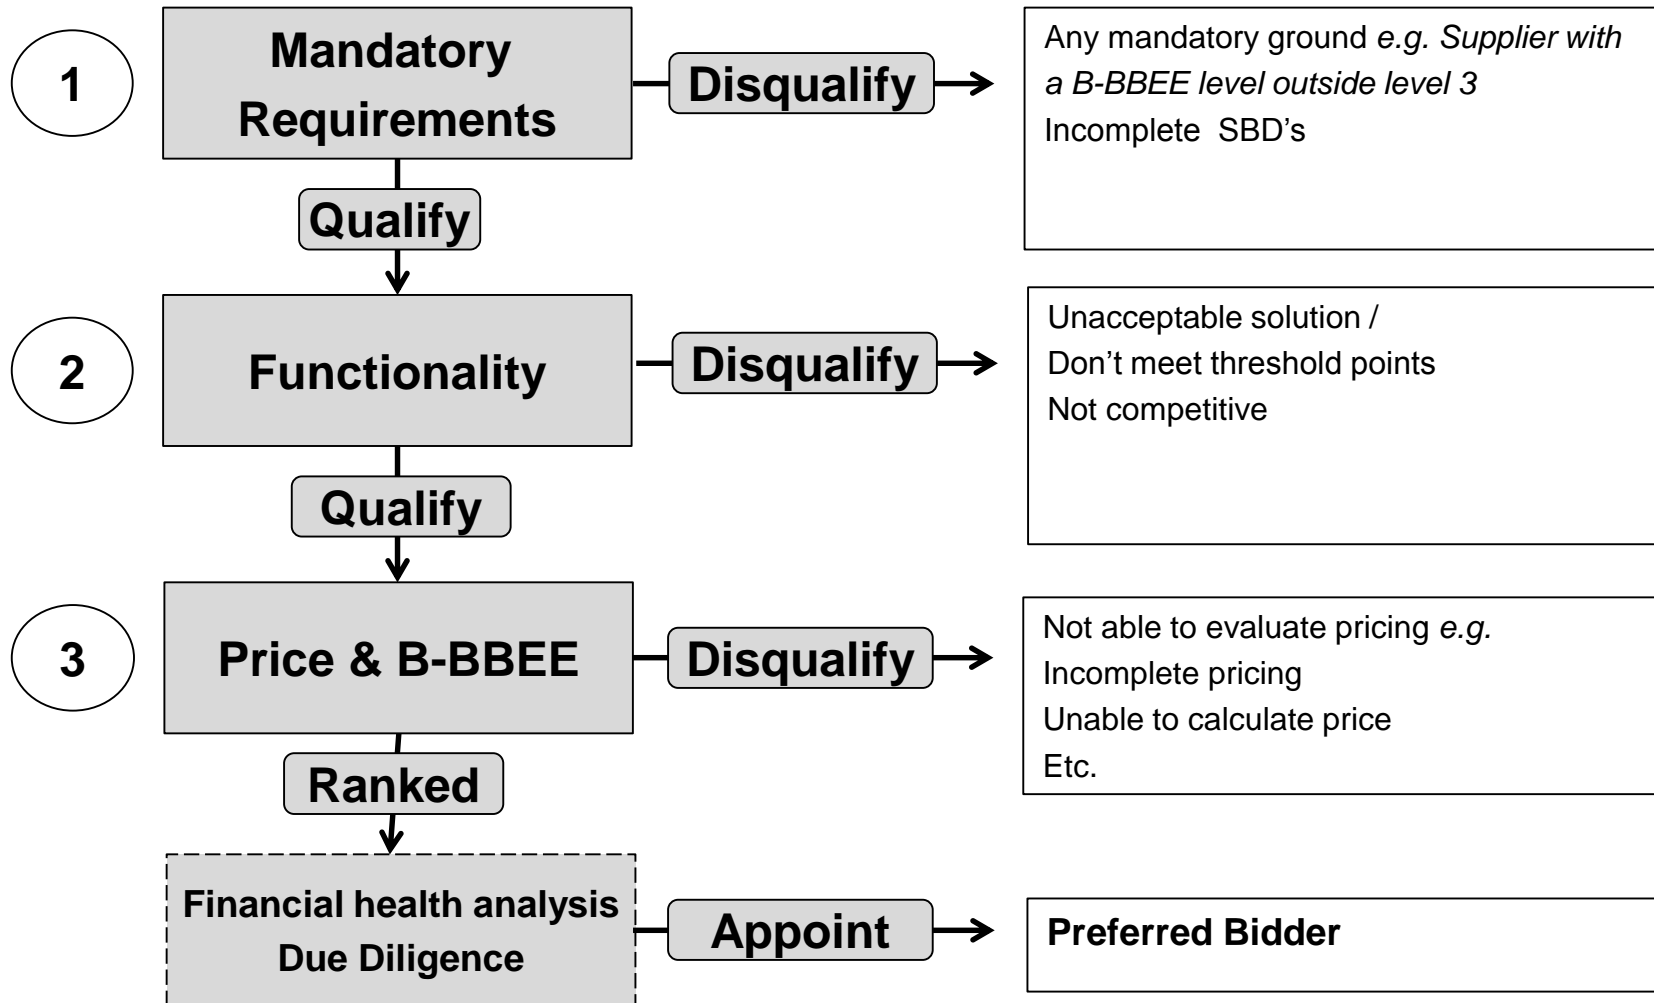 1
Mandatory
Requirements
Disqualify
Any mandatory ground e.g. Supplier with
a B-BBEE level outside level 3
Incomplete  SBD’s
Qualify
2
Functionality
Disqualify
Unacceptable solution /
Don’t meet threshold points
Not competitive
Qualify
3
Price & B-BBEE
Disqualify
Not able to evaluate pricing e.g.
Incomplete pricing
Unable to calculate price
Etc.
Ranked
Financial health analysis
Due Diligence
Appoint
Preferred Bidder